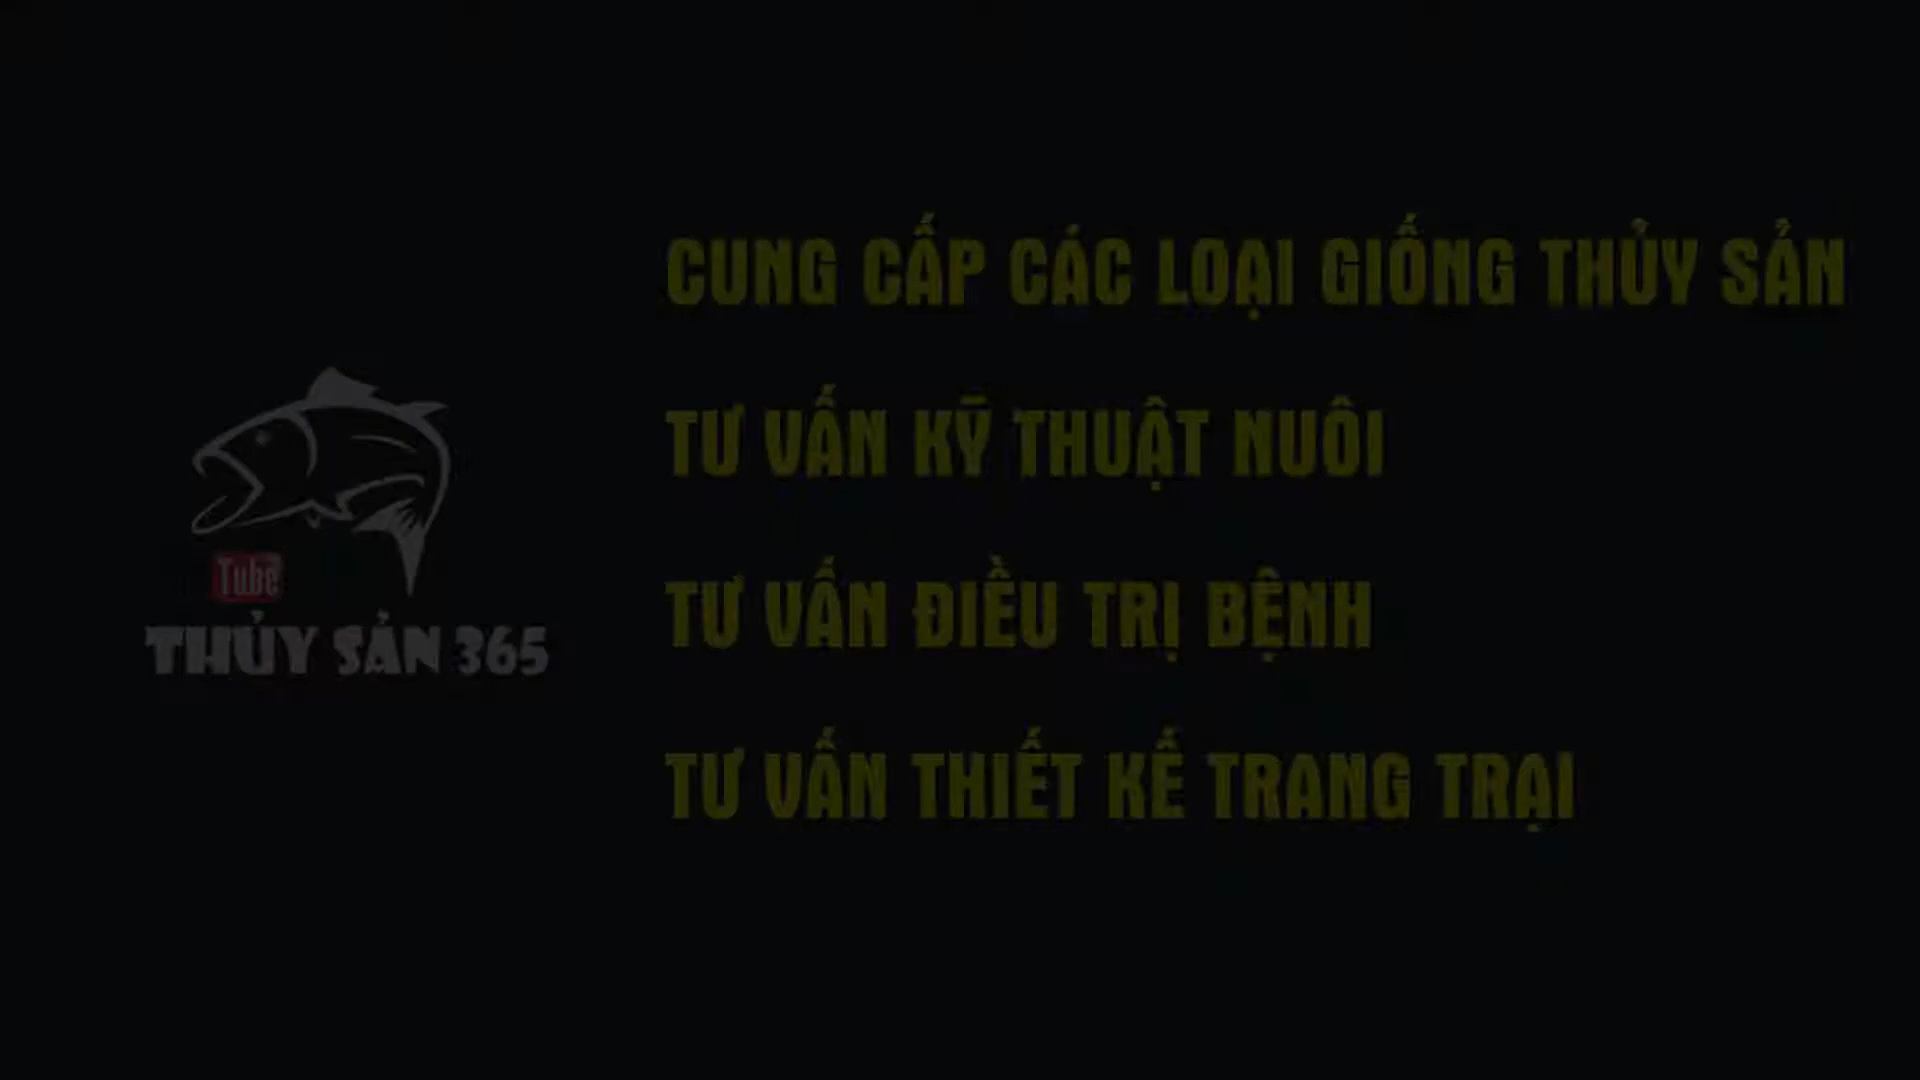 CUNG CẤP CÁC LOẠI GIỐNG THỦY SẢN
TƯ VẤN KỸ THUẬT NUÔI
TƯ VẤN ĐIỀU TRỊ BỆNH
TƯ VẤN THIẾT KẾ TRANG TRẠI
Tube
THỦY SẢN 365